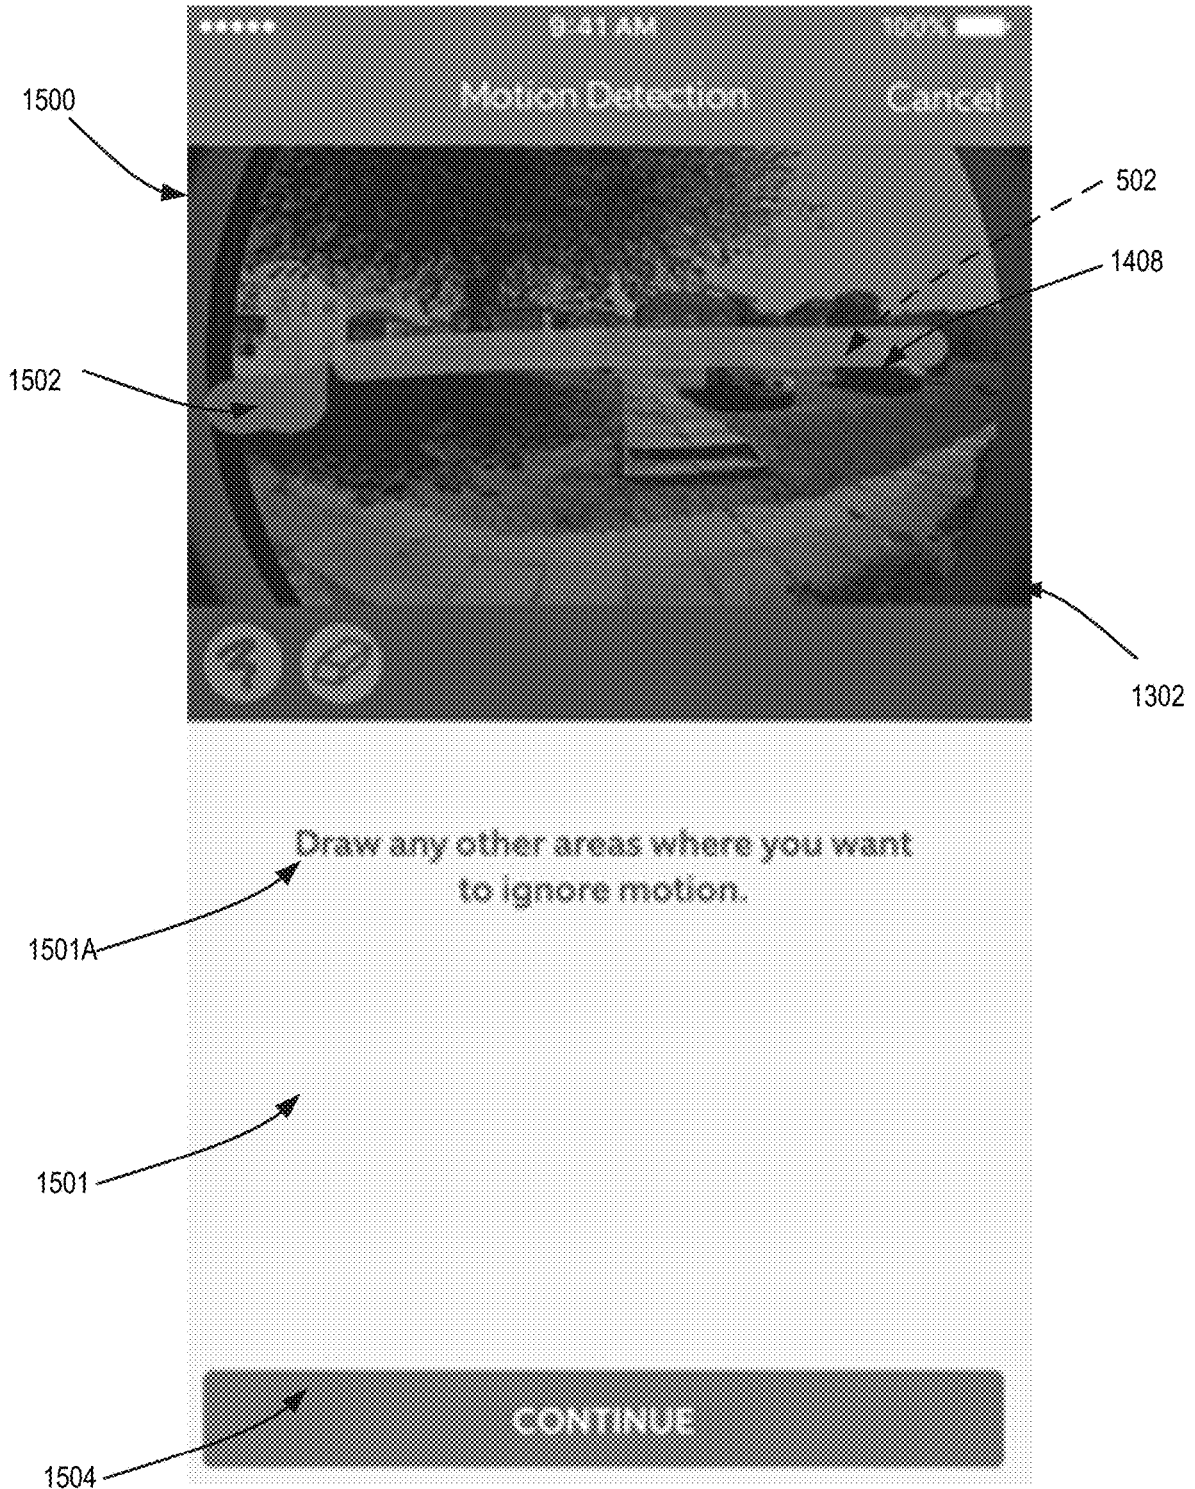 9:41 AM 100%
Motion Detection Cancel
1500
502
1408
1502
1302
Draw any other areas where you want
to ignore motion.
1501A
1501
CONTINUE
1504